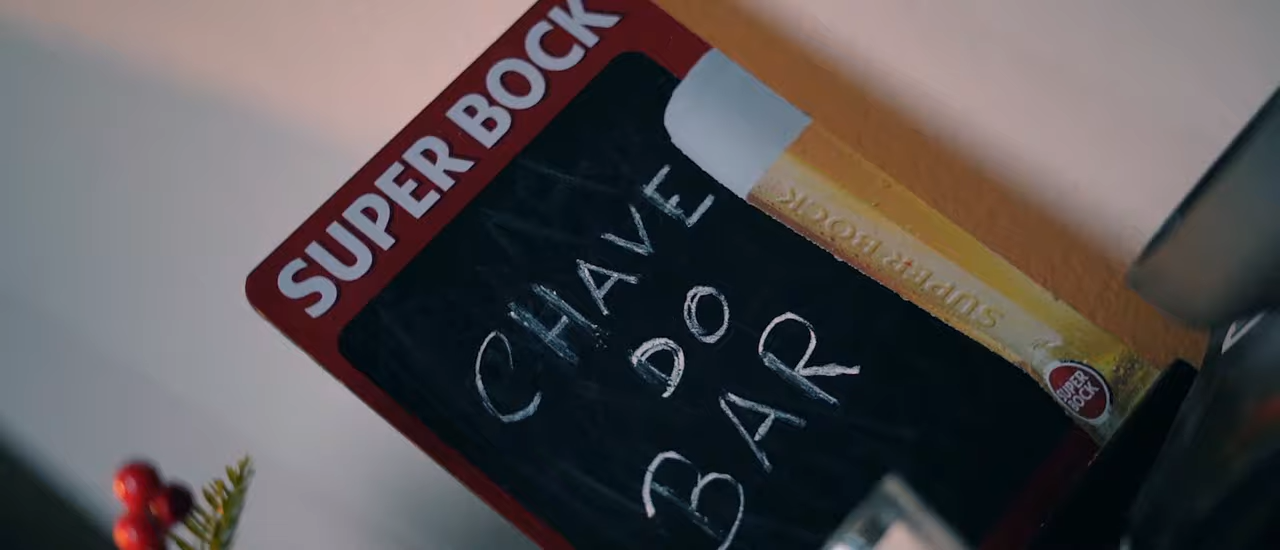 SUPER BOCK
CHAVE
DO
BAR
SUPER BOCK
SUPER
BOCK